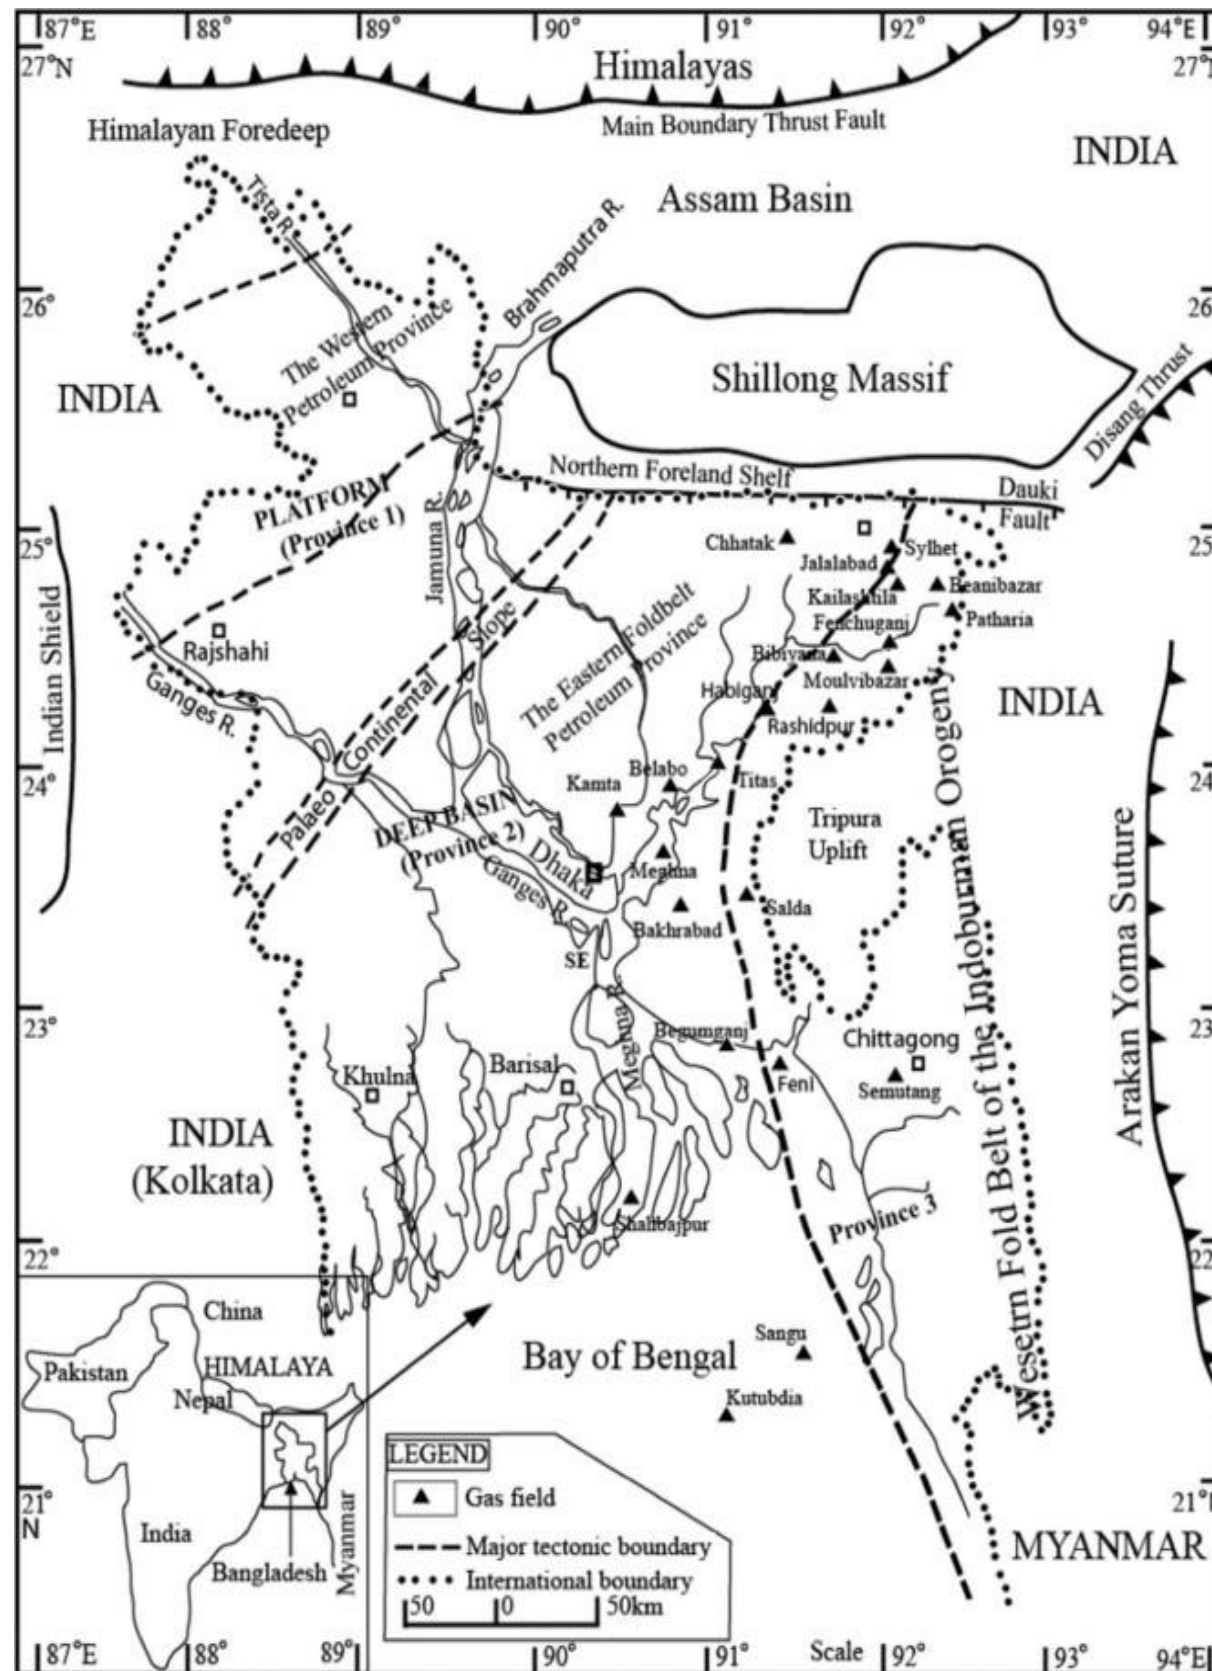 87°E
88°
89°
90°
91°
92°
93°
94°E
27°N
27°N
Himalayas
Main Boundary Thrust Fault
Himalayan Foredeep
INDIA
Assam Basin
Tista R.
Brahmaputra R.
26°
26
The Western
Petroleum Province
Shillong Massif
INDIA
Disang Thrust
Northern Foreland Shelf
Dauki
Fault
PLATFORM
(Province 1)
Jamuna R.
25°
25
Chhatak
Sylhet
Jalalabad
Kailashhla
Beanibazar
Fenchuganj
Patharia
Indian Shield
Rajshahi
Ganges R.
Slope
Continental
Palaeo
The Eastern Foldbelt
Petroleum Province
Bibiyana
Moulvibazar
Habiganj
Rashidpur
INDIA
24°
24
Kamta
Belabo
Titas
DEEP BASIN
(Province 2)
Tripura
Uplift
Dhaka
Ganges R.
Meghna
Salda
Bakhrabad
SE
Arakan Yoma Suture
Wesetrn Fold Belt of the Indoburman Orogeny
23°
23
Meghna R.
Begumganj
Chittagong
Khulna
Barisal
Feni
Semutang
INDIA
(Kolkata)
Shahbajpur
Province 3
22°
22
China
Pakistan
HIMALAYA
Nepal
Sangu
Bay of Bengal
Kutubdia
LEGEND
Gas field
21°
N
21°N
India
Myanmar
Bangladesh
Major tectonic boundary
International boundary
50
0
50km
MYANMAR
87°E
88°
89°
90°
91°
Scale
92°
93°
94°E